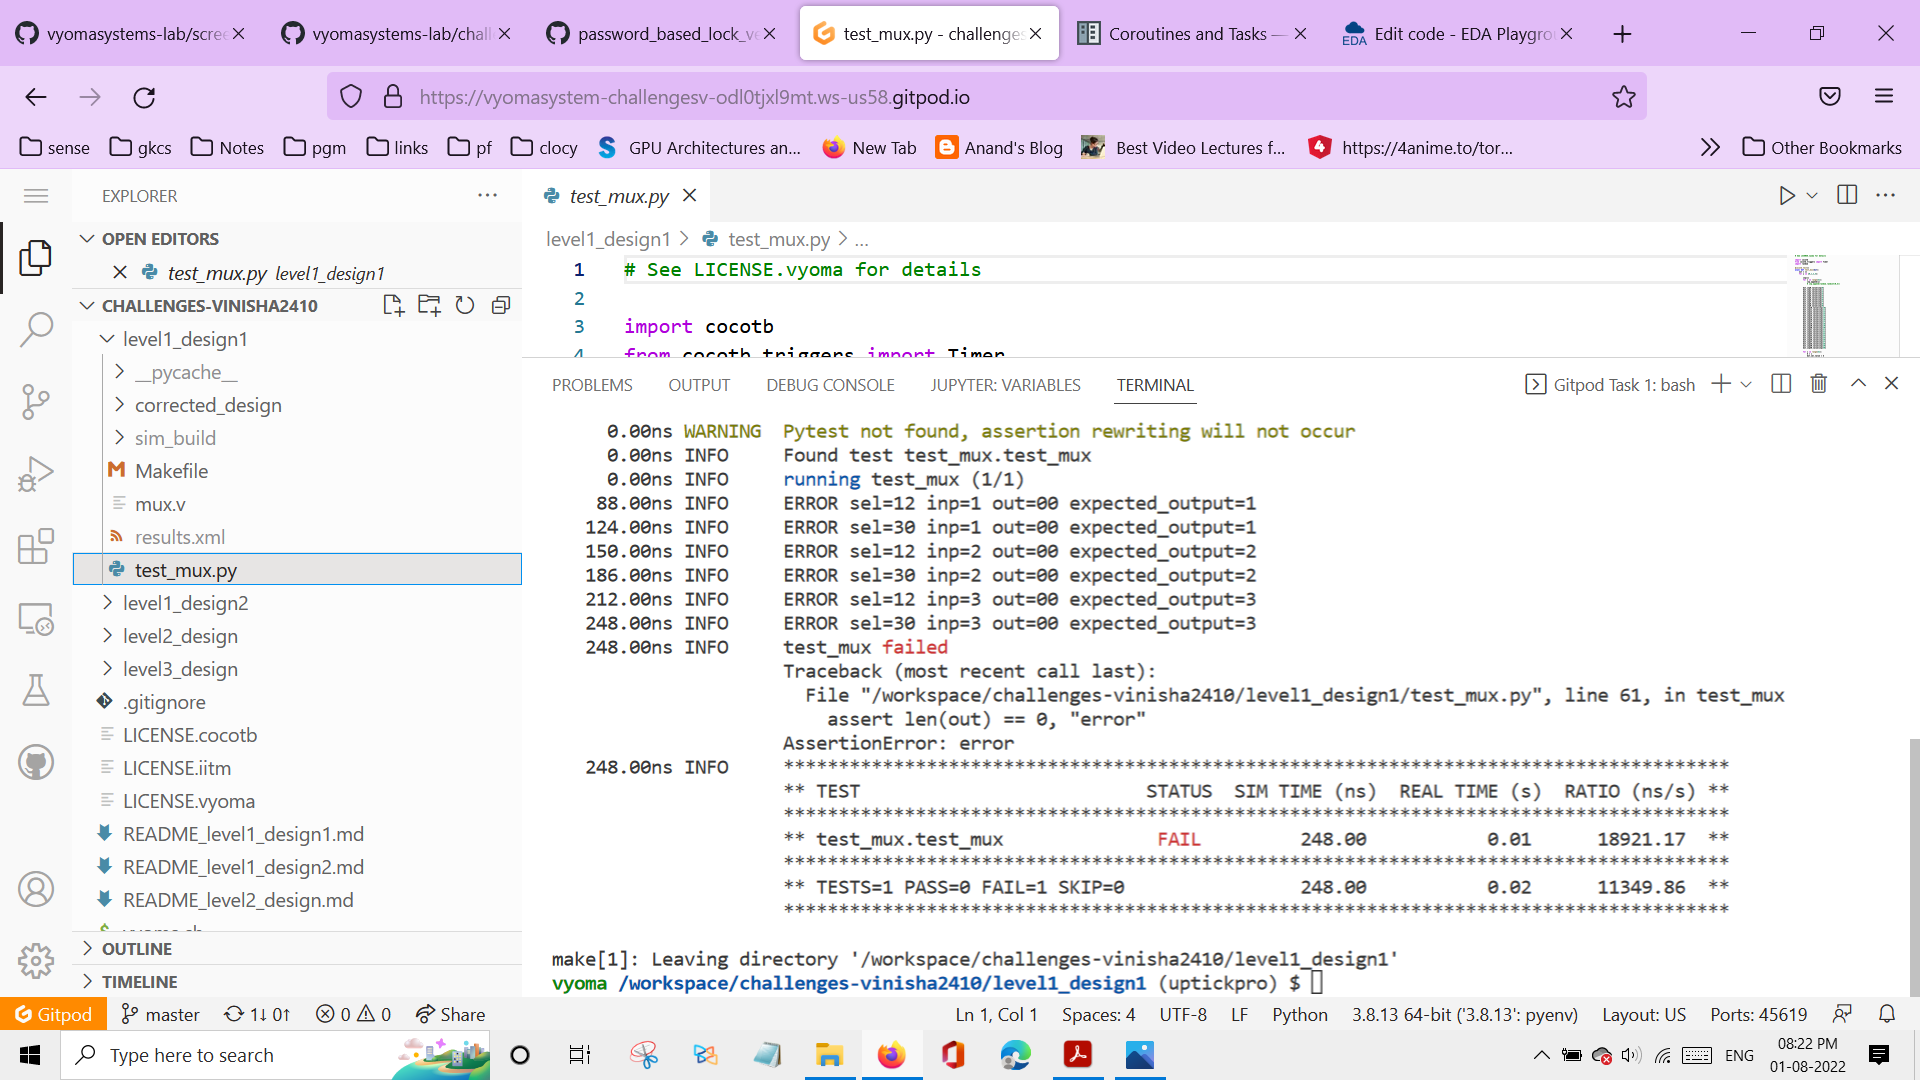 vyomasystems-lab/scre
vyomasystems-lab/chall
password_based_lock_ve
test_mux.py - challenges
Coroutines and Tasks —
EDA
Edit code - EDA Playgro
https://vyomasystem-challengesv-odl0tjxl9mt.ws-us58.gitpod.io
sense
gkcs
Notes
pgm
links
pf
clocy
GPU Architectures an...
New Tab
Anand's Blog
Best Video Lectures f...
https://4anime.to/tor...
Other Bookmarks
EXPLORER
OPEN EDITORS
test_mux.py level1_design1
CHALLENGES-VINISHA2410
level1_design1
__pycache__
corrected_design
sim_build
Makefile
mux.v
results.xml
test_mux.py
level1_design2
level2_design
level3_design
.gitignore
LICENSE.cocotb
LICENSE.iitm
LICENSE.vyoma
README_level1_design1.md
README_level1_design2.md
README_level2_design.md
OUTLINE
TIMELINE
test_mux.py
level1_design1 > test_mux.py > ...
1 # See LICENSE.vyoma for details
2
3 import cocotb
4 from cocotb.triggers import Timer
PROBLEMS OUTPUT DEBUG CONSOLE JUPYTER: VARIABLES TERMINAL
Gitpod Task 1: bash
0.00ns WARNING Pytest not found, assertion rewriting will not occur
0.00ns INFO Found test test_mux.test_mux
0.00ns INFO running test_mux (1/1)
88.00ns INFO ERROR sel=12 inp=1 out=00 expected_output=1
124.00ns INFO ERROR sel=30 inp=1 out=00 expected_output=1
150.00ns INFO ERROR sel=12 inp=2 out=00 expected_output=2
186.00ns INFO ERROR sel=30 inp=2 out=00 expected_output=2
212.00ns INFO ERROR sel=12 inp=3 out=00 expected_output=3
248.00ns INFO ERROR sel=30 inp=3 out=00 expected_output=3
248.00ns INFO test_mux failed
Traceback (most recent call last):
File "/workspace/challenges-vinisha2410/level1_design1/test_mux.py", line 61, in test_mux
assert len(out) == 0, "error"
AssertionError: error
248.00ns INFO **************************************************************************************
** TEST STATUS SIM TIME (ns) REAL TIME (s) RATIO (ns/s) **
**************************************************************************************
** test_mux.test_mux FAIL 248.00 0.01 18921.17 **
**************************************************************************************
** TESTS=1 PASS=0 FAIL=1 SKIP=0 248.00 0.02 11349.86 **
**************************************************************************************
make[1]: Leaving directory '/workspace/challenges-vinisha2410/level1_design1'
vyoma /workspace/challenges-vinisha2410/level1_design1 (uptickpro) $
Gitpod master 1↓ 0↑ 0 0 Share
Ln 1, Col 1 Spaces: 4 UTF-8 LF Python 3.8.13 64-bit ('3.8.13': pyenv) Layout: US Ports: 45619
Type here to search
ENG
08:22 PM
01-08-2022